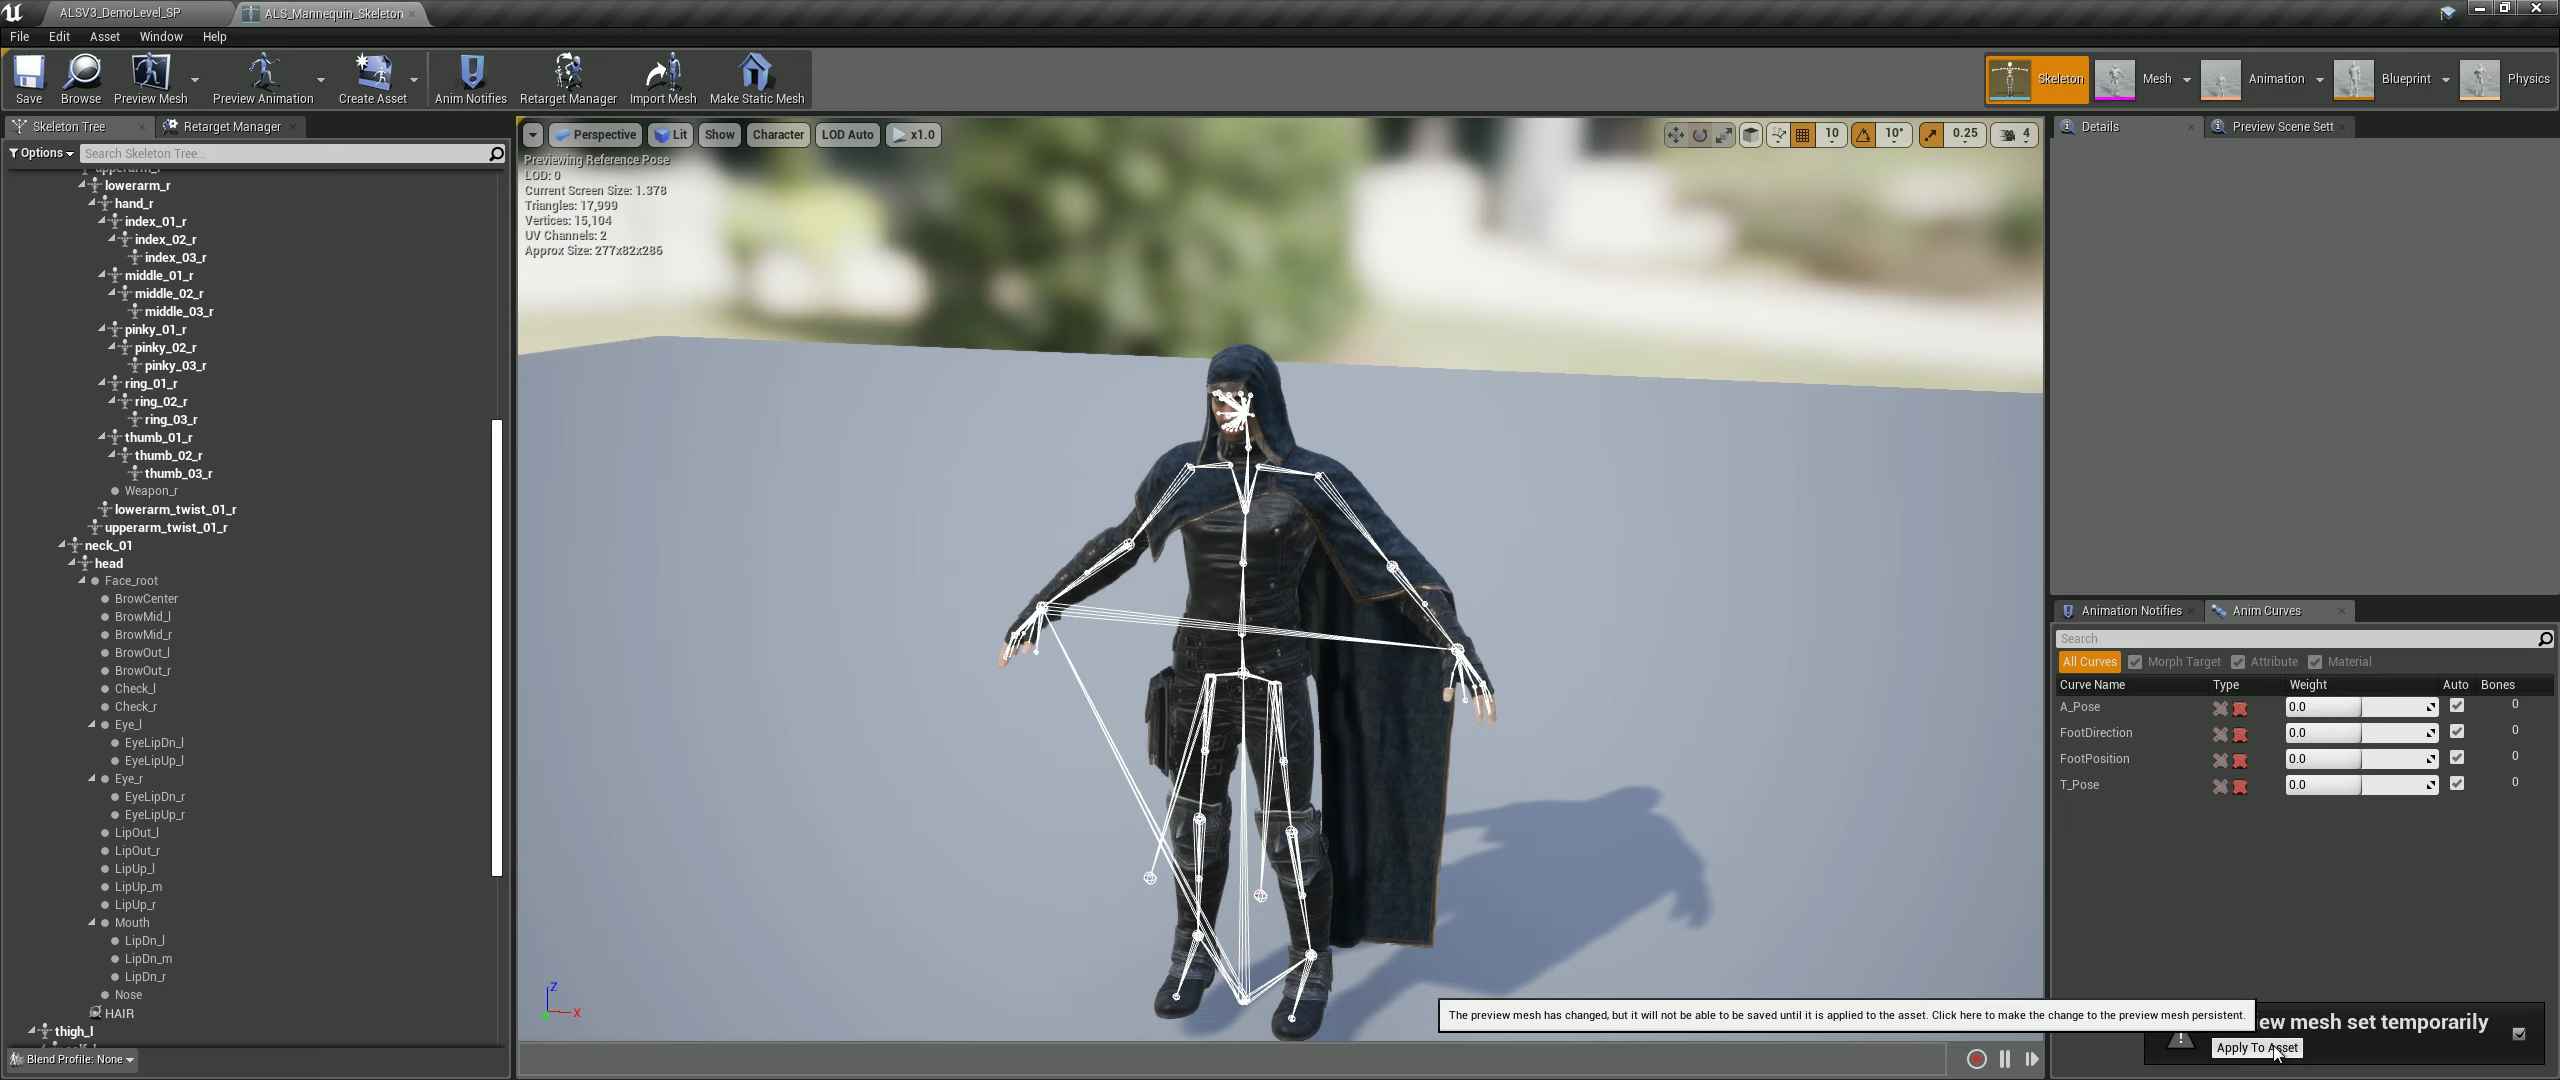 ALSV3_DemoLevel_SP
ALS_Mannequin_Skeleton
File Edit Asset Window Help
Save
Browse
Preview Mesh
Preview Animation
Create Asset
Anim Notifies
Retarget Manager
Import Mesh
Make Static Mesh
Skeleton
Mesh
Animation
Blueprint
Physics
Skeleton Tree
Retarget Manager
Options
Search Skeleton Tree...
upperarm_r
lowerarm_r
hand_r
index_01_r
index_02_r
index_03_r
middle_01_r
middle_02_r
middle_03_r
pinky_01_r
pinky_02_r
pinky_03_r
ring_01_r
ring_02_r
ring_03_r
thumb_01_r
thumb_02_r
thumb_03_r
Weapon_r
lowerarm_twist_01_r
upperarm_twist_01_r
neck_01
head
Face_root
BrowCenter
BrowMid_l
BrowMid_r
BrowOut_l
BrowOut_r
Check_l
Check_r
Eye_l
EyeLipDn_l
EyeLipUp_l
Eye_r
EyeLipDn_r
EyeLipUp_r
LipOut_l
LipOut_r
LipUp_l
LipUp_m
LipUp_r
Mouth
LipDn_l
LipDn_m
LipDn_r
Nose
HAIR
thigh_l
Blend Profile: None
Perspective
Lit
Show
Character
LOD Auto
x1.0
10
10°
0.25
4
Previewing Reference Pose
LOD: 0
Current Screen Size: 1.378
Triangles: 17,999
Vertices: 15,104
UV Channels: 2
Approx Size: 277x82x286
Z
X
Details
Preview Scene Sett
Animation Notifies
Anim Curves
Search
All Curves
Morph Target
Attribute
Material
Curve Name Type Weight Auto Bones
A_Pose 0.0 0
FootDirection 0.0 0
FootPosition 0.0 0
T_Pose 0.0 0
The preview mesh has changed, but it will not be able to be saved until it is applied to the asset. Click here to make the change to the preview mesh persistent.
ew mesh set temporarily
Apply To Asset